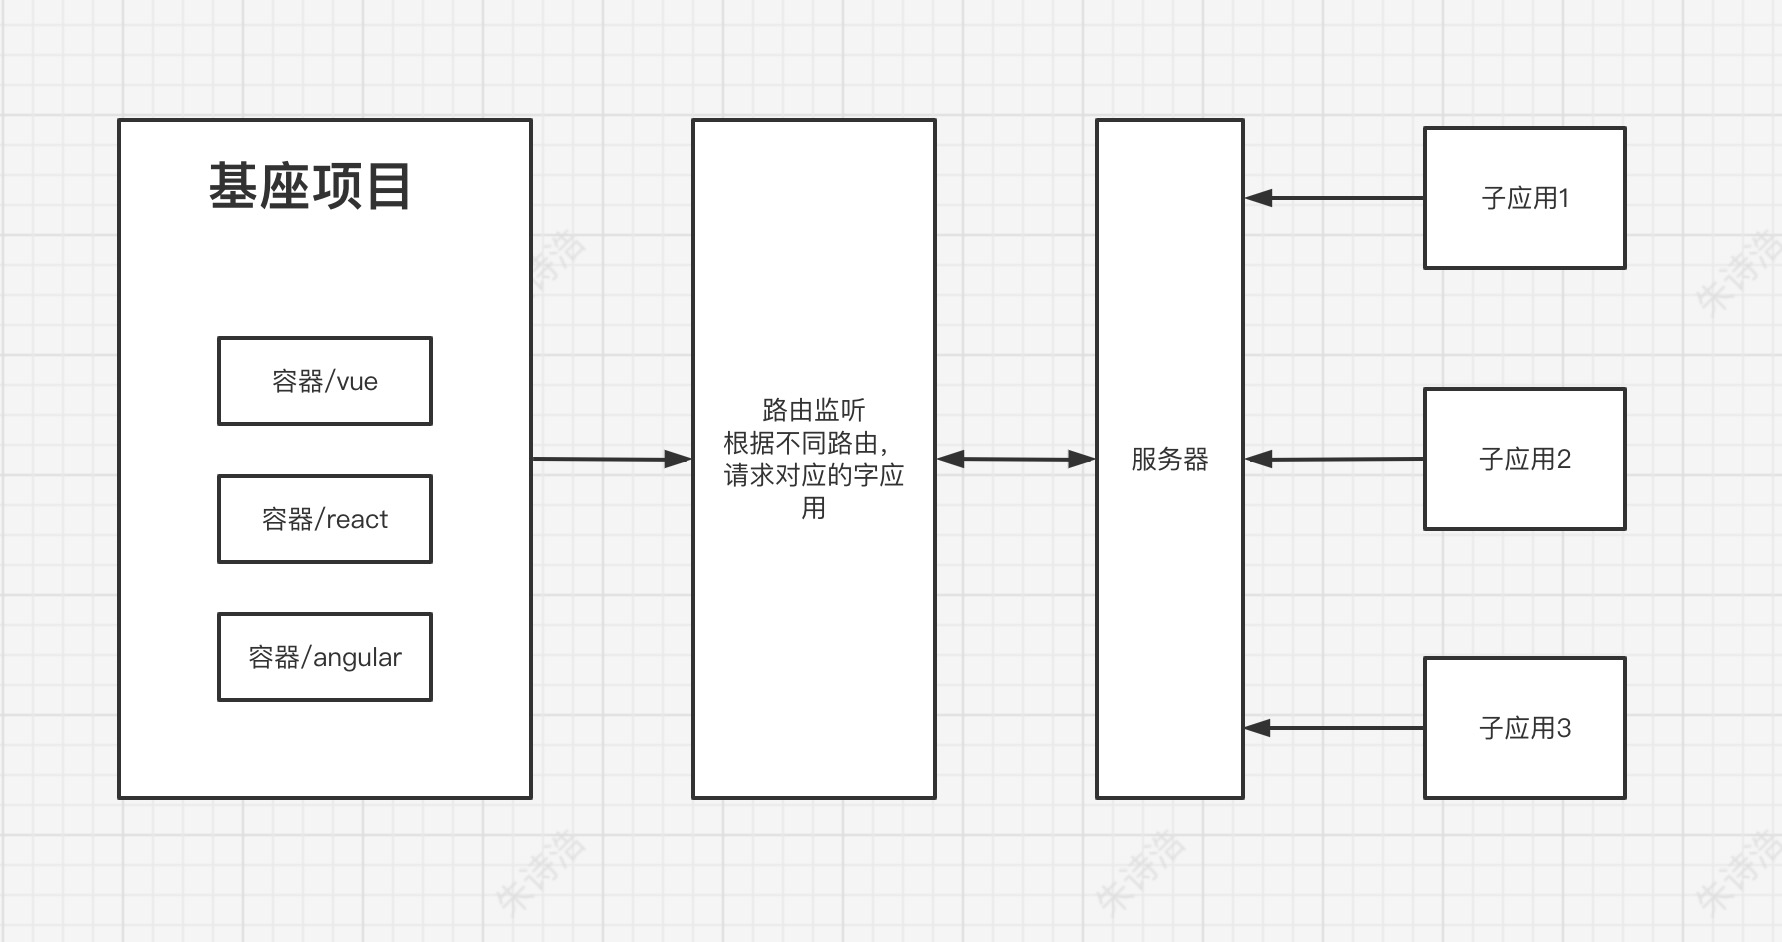 基座项目
容器/vue
容器/react
容器/angular
路由监听
根据不同路由，
请求对应的字应
用
服务器
子应用1
子应用2
子应用3
诗浩
朱诗浩
朱诗浩
朱诗浩
朱诗浩